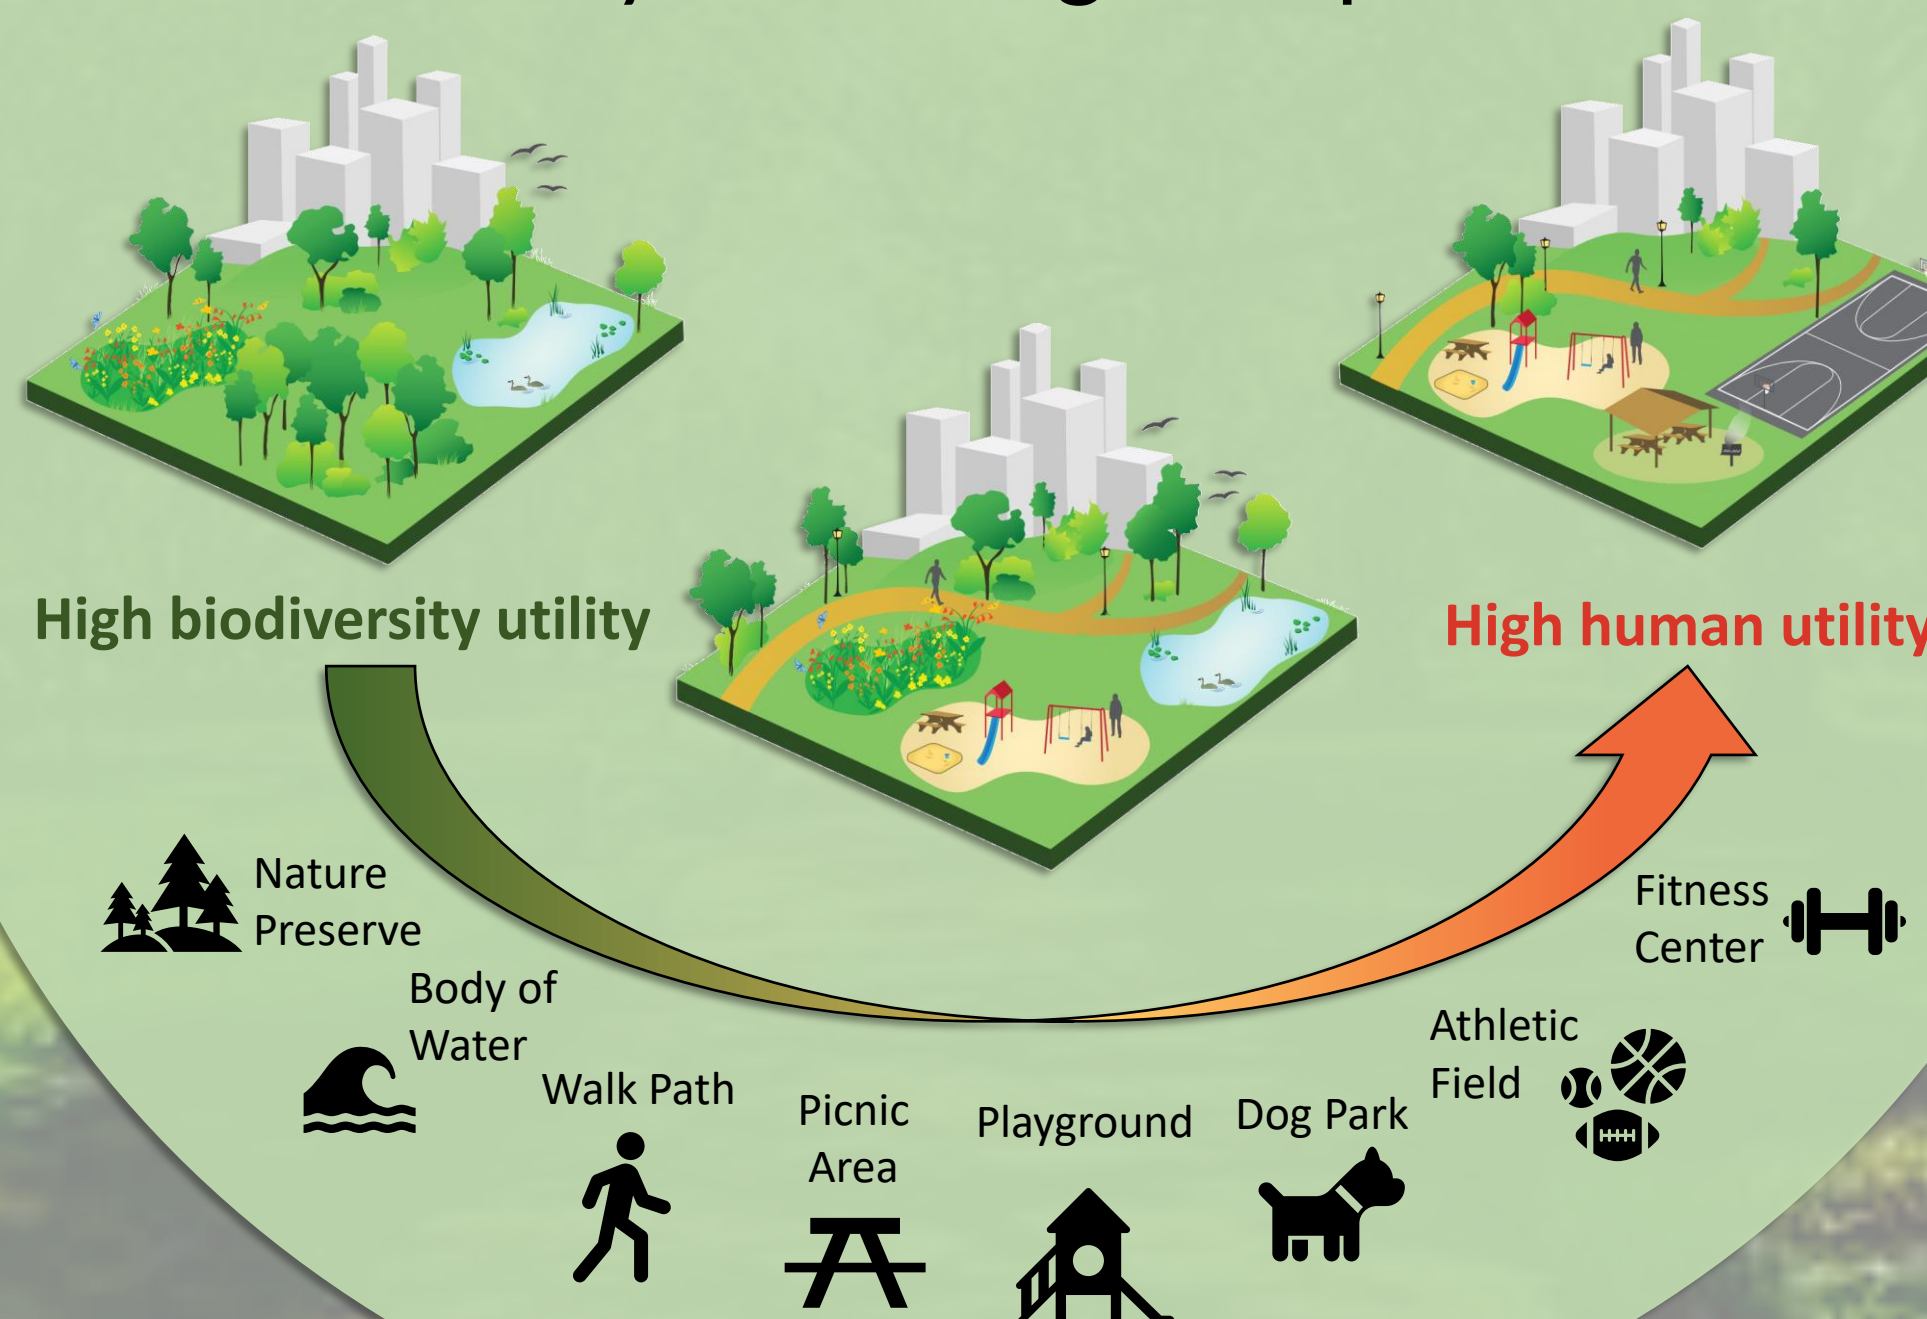 High biodiversity utility
High human utility
Nature
Preserve
Body of
Water
Walk Path
Picnic
Area
Playground
Dog Park
Athletic
Field
Fitness
Center